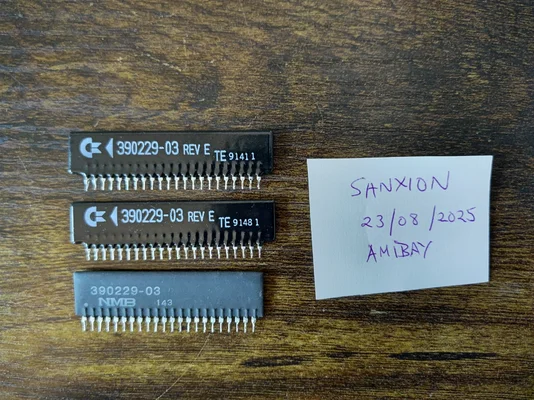 390229-03 REV E
TE 9141 1
390229-03 REV E
TE 9148 1
390229-03
NMB 143
SANXION
23/08/2025
AMIBAY